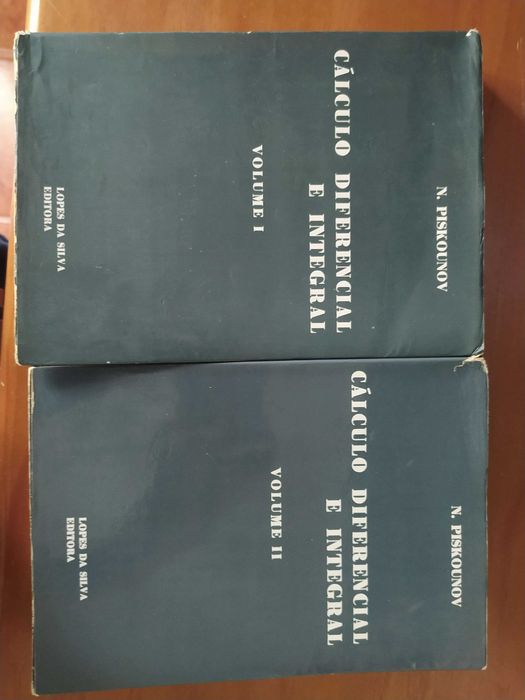 N. PISKOUNOV
CÁLCULO DIFERENCIAL
E INTEGRAL
VOLUME I
LOPES DA SILVA
EDITORA
N. PISKOUNOV
CÁLCULO DIFERENCIAL
E INTEGRAL
VOLUME II
LOPES DA SILVA
EDITORA